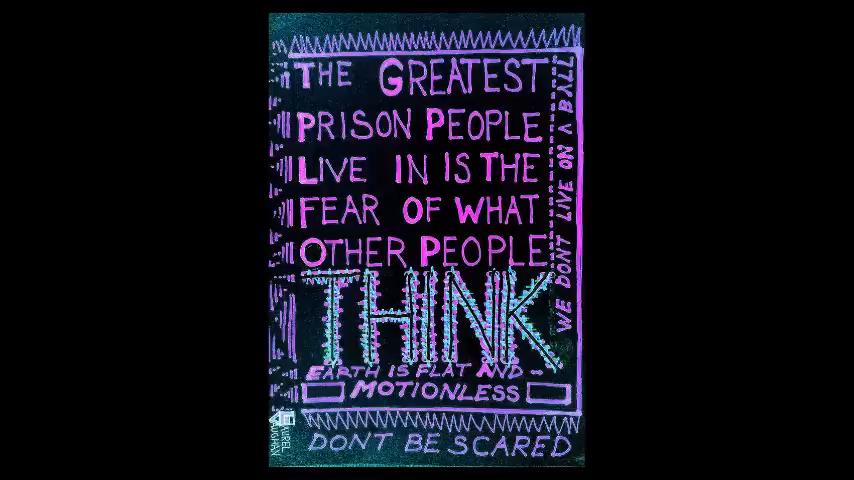 THE GREATEST
PRISON PEOPLE
LIVE IN IS THE
FEAR OF WHAT
OTHER PEOPLE
THINK
EARTH IS FLAT AND -
MOTIONLESS
DONT BE SCARED
WE DONT LIVE ON A BALL
LAUREL